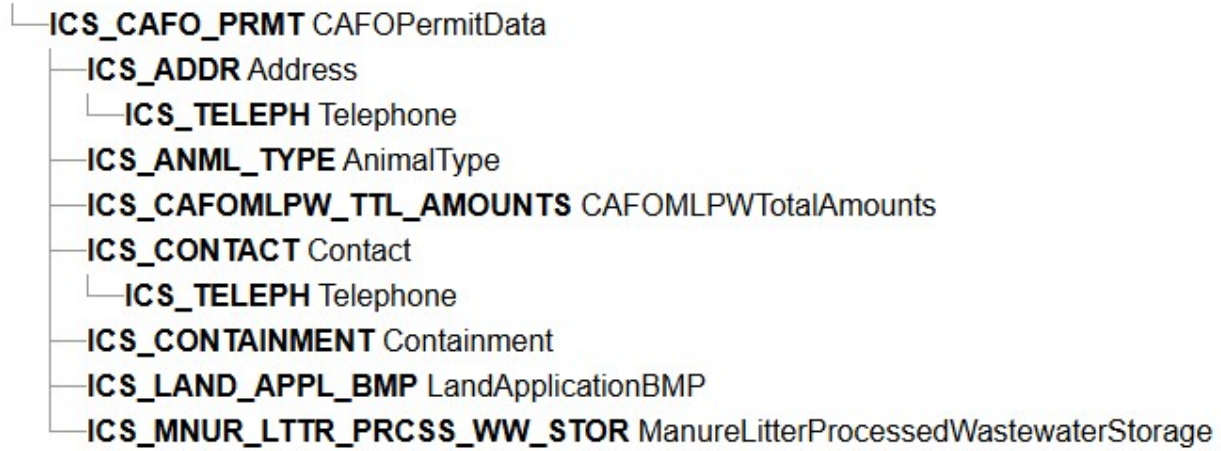 ICS_CAFO_PRMT CAFOPermitData
ICS_ADDR Address
ICS_TELEPH Telephone
ICS_ANML_TYPE AnimalType
ICS_CAFOMLPW_TTL_AMOUNTS CAFOMLPWTotalAmounts
ICS_CONTACT Contact
ICS_TELEPH Telephone
ICS_CONTAINMENT Containment
ICS_LAND_APPL_BMP LandApplicationBMP
ICS_MNUR_LTTR_PRCSS_WW_STOR ManureLitterProcessedWastewaterStorage